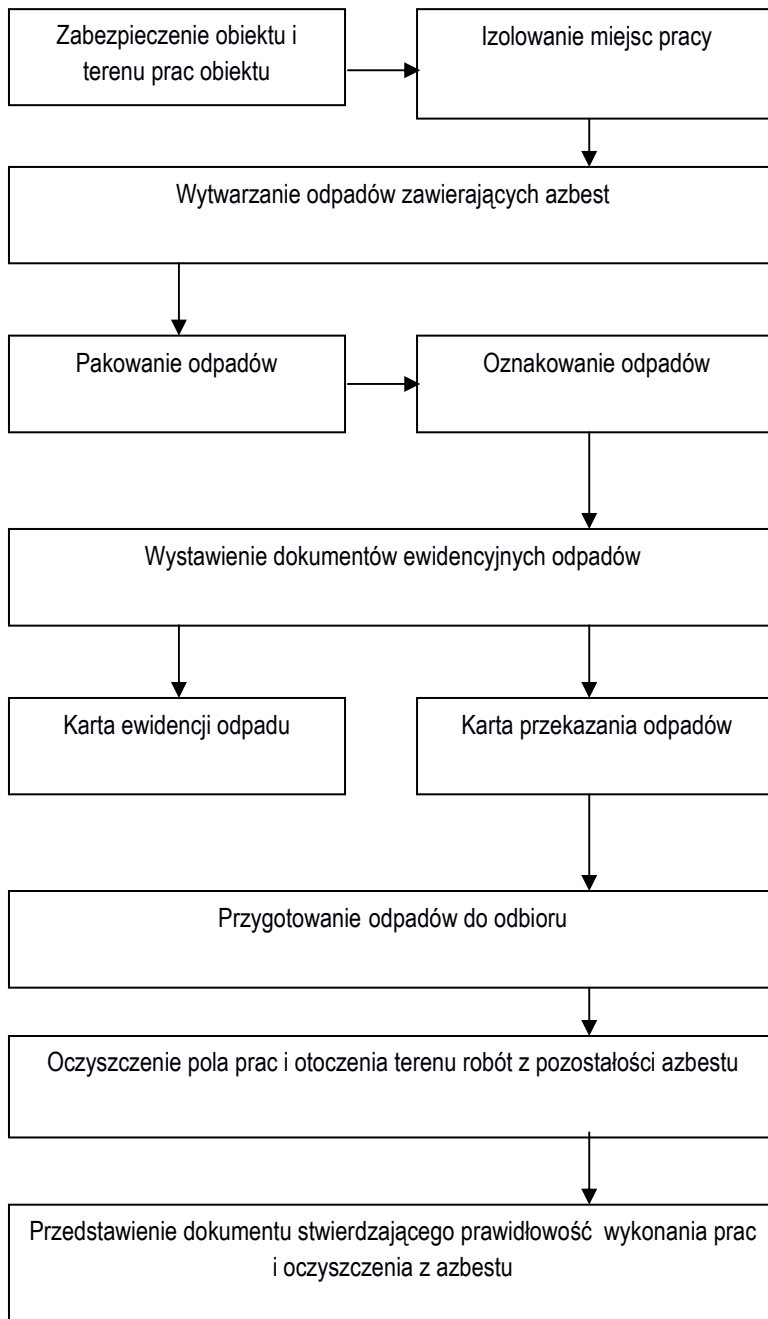 Zabezpieczenie obiektu i
terenu prac obiektu
Izolowanie miejsc pracy
Wytwarzanie odpadów zawierających azbest
Pakowanie odpadów
Oznakowanie odpadów
Wystawienie dokumentów ewidencyjnych odpadów
Karta ewidencji odpadu
Karta przekazania odpadów
Przygotowanie odpadów do odbioru
Oczyszczenie pola prac i otoczenia terenu robót z pozostałości azbestu
Przedstawienie dokumentu stwierdzającego prawidłowość wykonania prac
i oczyszczenia z azbestu